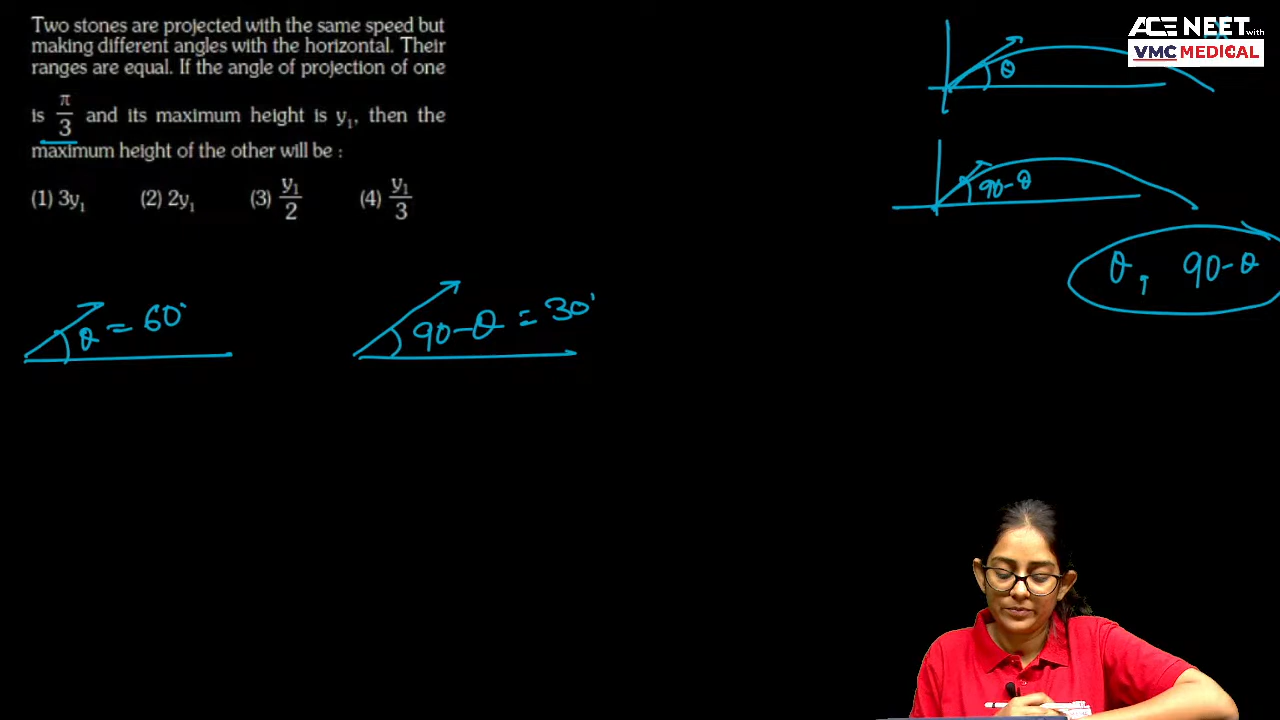 Two stones are projected with the same speed but
making different angles with the horizontal. Their
ranges are equal. If the angle of projection of one
is π/3 and its maximum height is y₁, then the
maximum height of the other will be :
(1) 3y₁ (2) 2y₁ (3) y₁/2 (4) y₁/3
θ = 60°
90-θ = 30°
ACE NEET with
VMC MEDICAL
θ
90-θ
θ, 90-θ